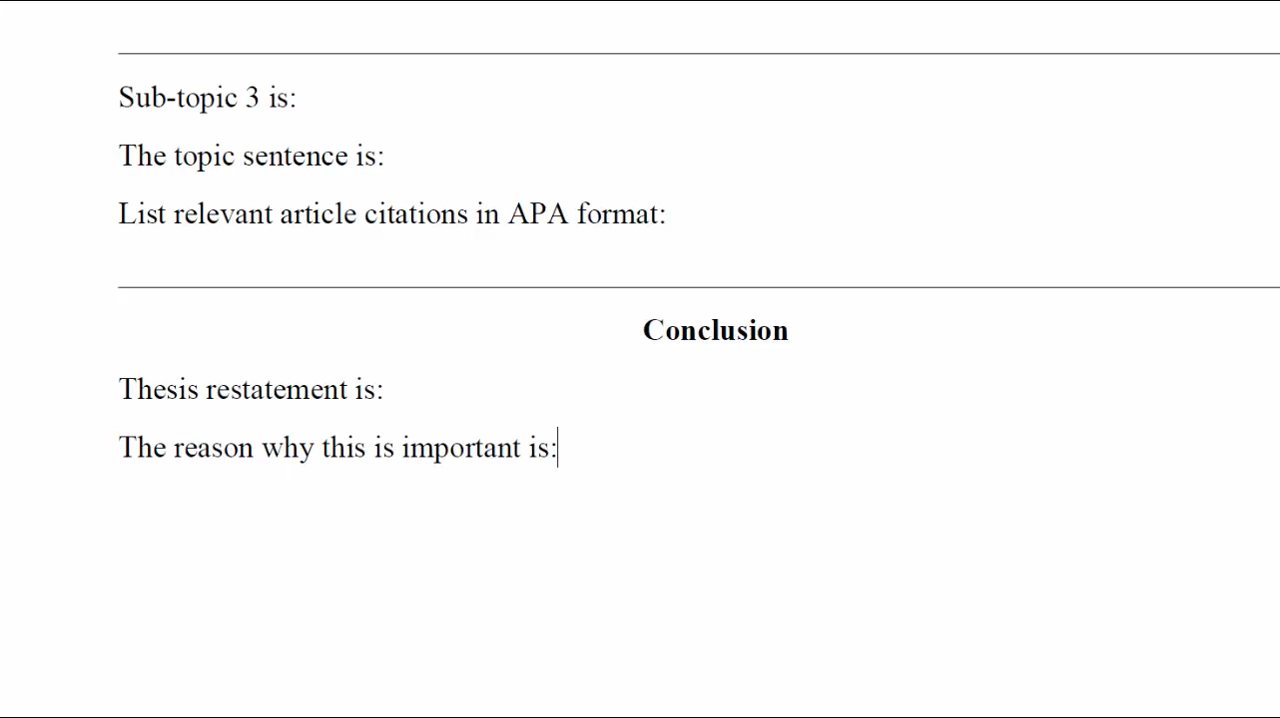 Sub-topic 3 is:
The topic sentence is:
List relevant article citations in APA format:
Conclusion
Thesis restatement is:
The reason why this is important is: